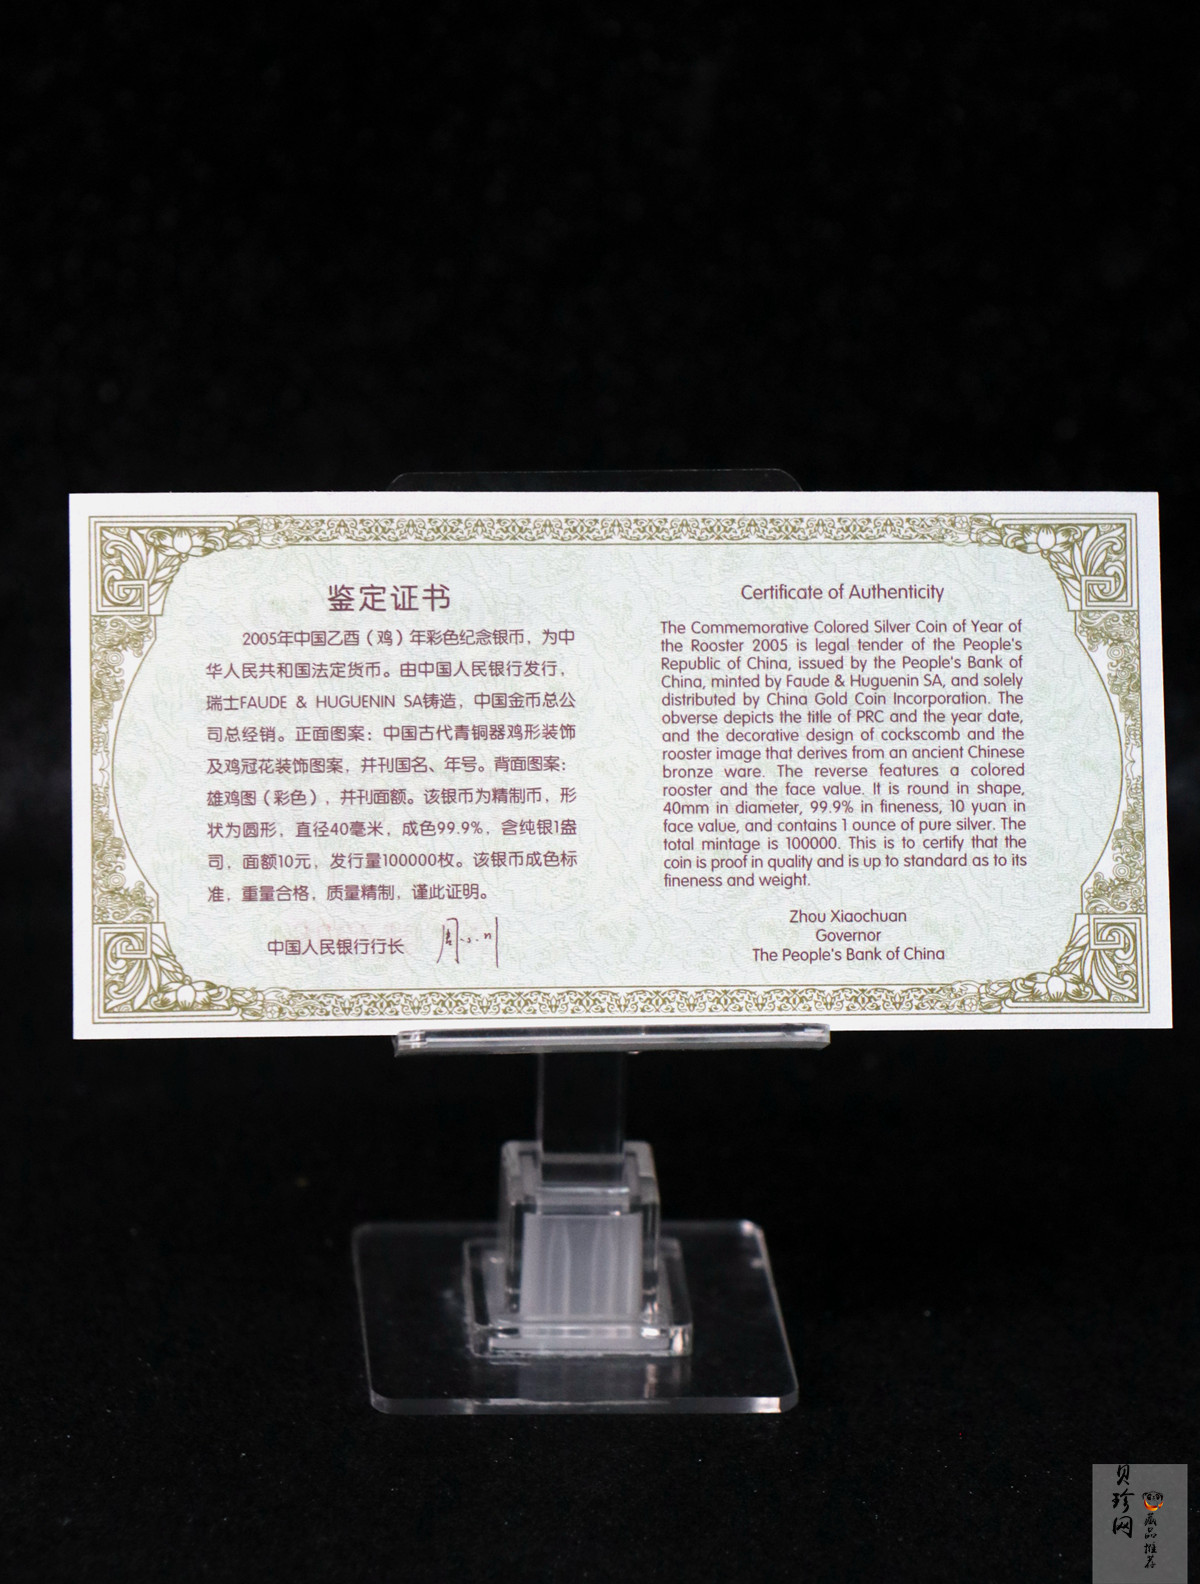 鉴定证书
2005年中国乙酉（鸡）年彩色纪念银币，为中
华人民共和国法定货币。由中国人民银行发行，
瑞士FAUDE & HUGUENIN SA铸造，中国金币总公
司总经销。正面图案：中国古代青铜器鸡形装饰
及鸡冠花装饰图案，并刊国名、年号。背面图案：
雄鸡图（彩色），并刊面额。该银币为精制币，形
状为圆形，直径40毫米，成色99.9%，含纯银1盎
司，面额10元，发行量100000枚。该银币成色标
准，重量合格，质量精制，谨此证明。
中国人民银行行长
Certificate of Authenticity
The Commemorative Colored Silver Coin of Year of
the Rooster 2005 is legal tender of the People's
Republic of China, issued by the People's Bank of
China, minted by Faude & Huguenin SA, and solely
distributed by China Gold Coin Incorporation. The
obverse depicts the title of PRC and the year date,
and the decorative design of cockscomb and the
rooster image that derives from an ancient Chinese
bronze ware. The reverse features a colored
rooster and the face value. It is round in shape,
40mm in diameter, 99.9% in fineness, 10 yuan in
face value, and contains 1 ounce of pure silver. The
total mintage is 100000. This is to certify that the
coin is proof in quality and is up to standard as to its
fineness and weight.
Zhou Xiaochuan
Governor
The People's Bank of China
贝珍网
藏品推荐